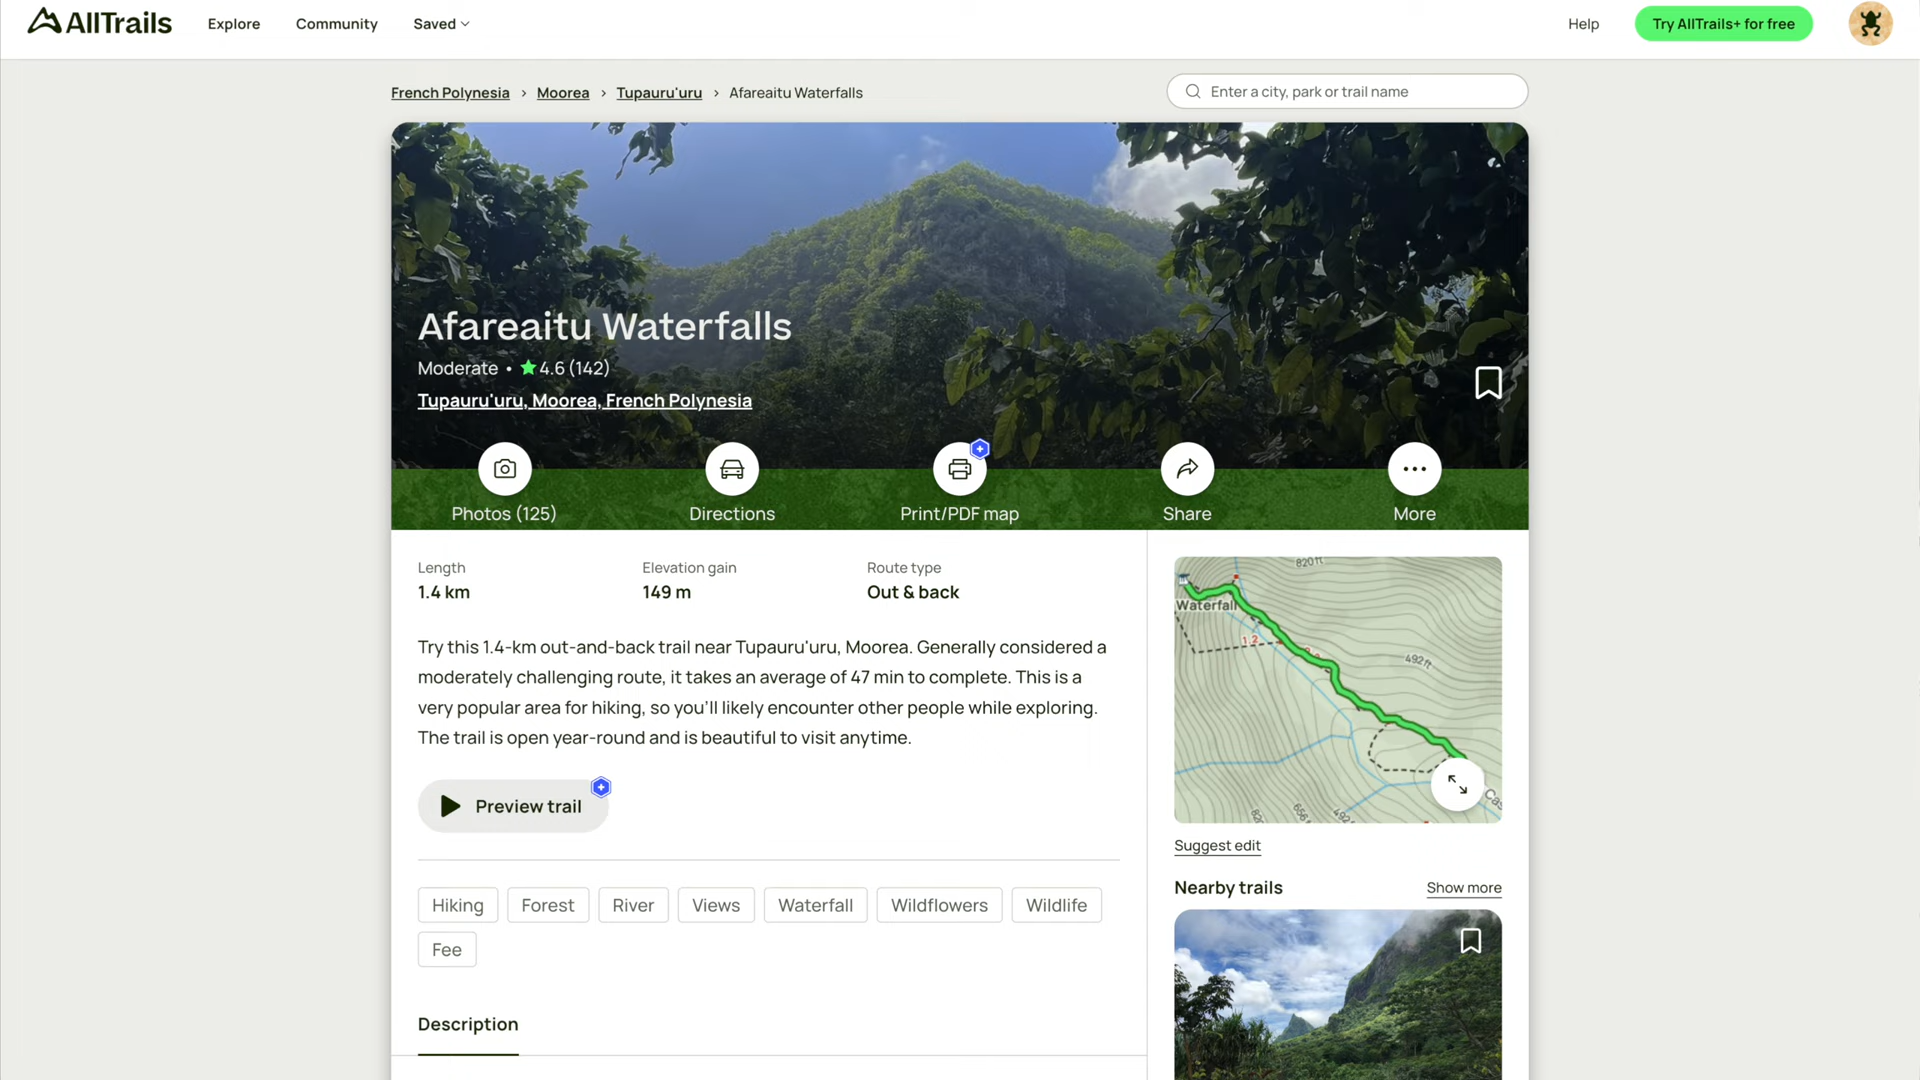 AllTrails
Explore
Community
Saved
Help
Try AllTrails+ for free
French Polynesia › Moorea › Tupauru'uru › Afareaitu Waterfalls
Enter a city, park or trail name
Afareaitu Waterfalls
Moderate • 4.6 (142)
Tupauru'uru, Moorea, French Polynesia
Photos (125)
Directions
Print/PDF map
Share
More
Length
1.4 km
Elevation gain
149 m
Route type
Out & back
Try this 1.4-km out-and-back trail near Tupauru'uru, Moorea. Generally considered a
moderately challenging route, it takes an average of 47 min to complete. This is a
very popular area for hiking, so you'll likely encounter other people while exploring.
The trail is open year-round and is beautiful to visit anytime.
Preview trail
Hiking
Forest
River
Views
Waterfall
Wildflowers
Wildlife
Fee
Description
820 ft
Waterfall
1.2
492 ft
656 ft
492 ft
Suggest edit
Nearby trails
Show more